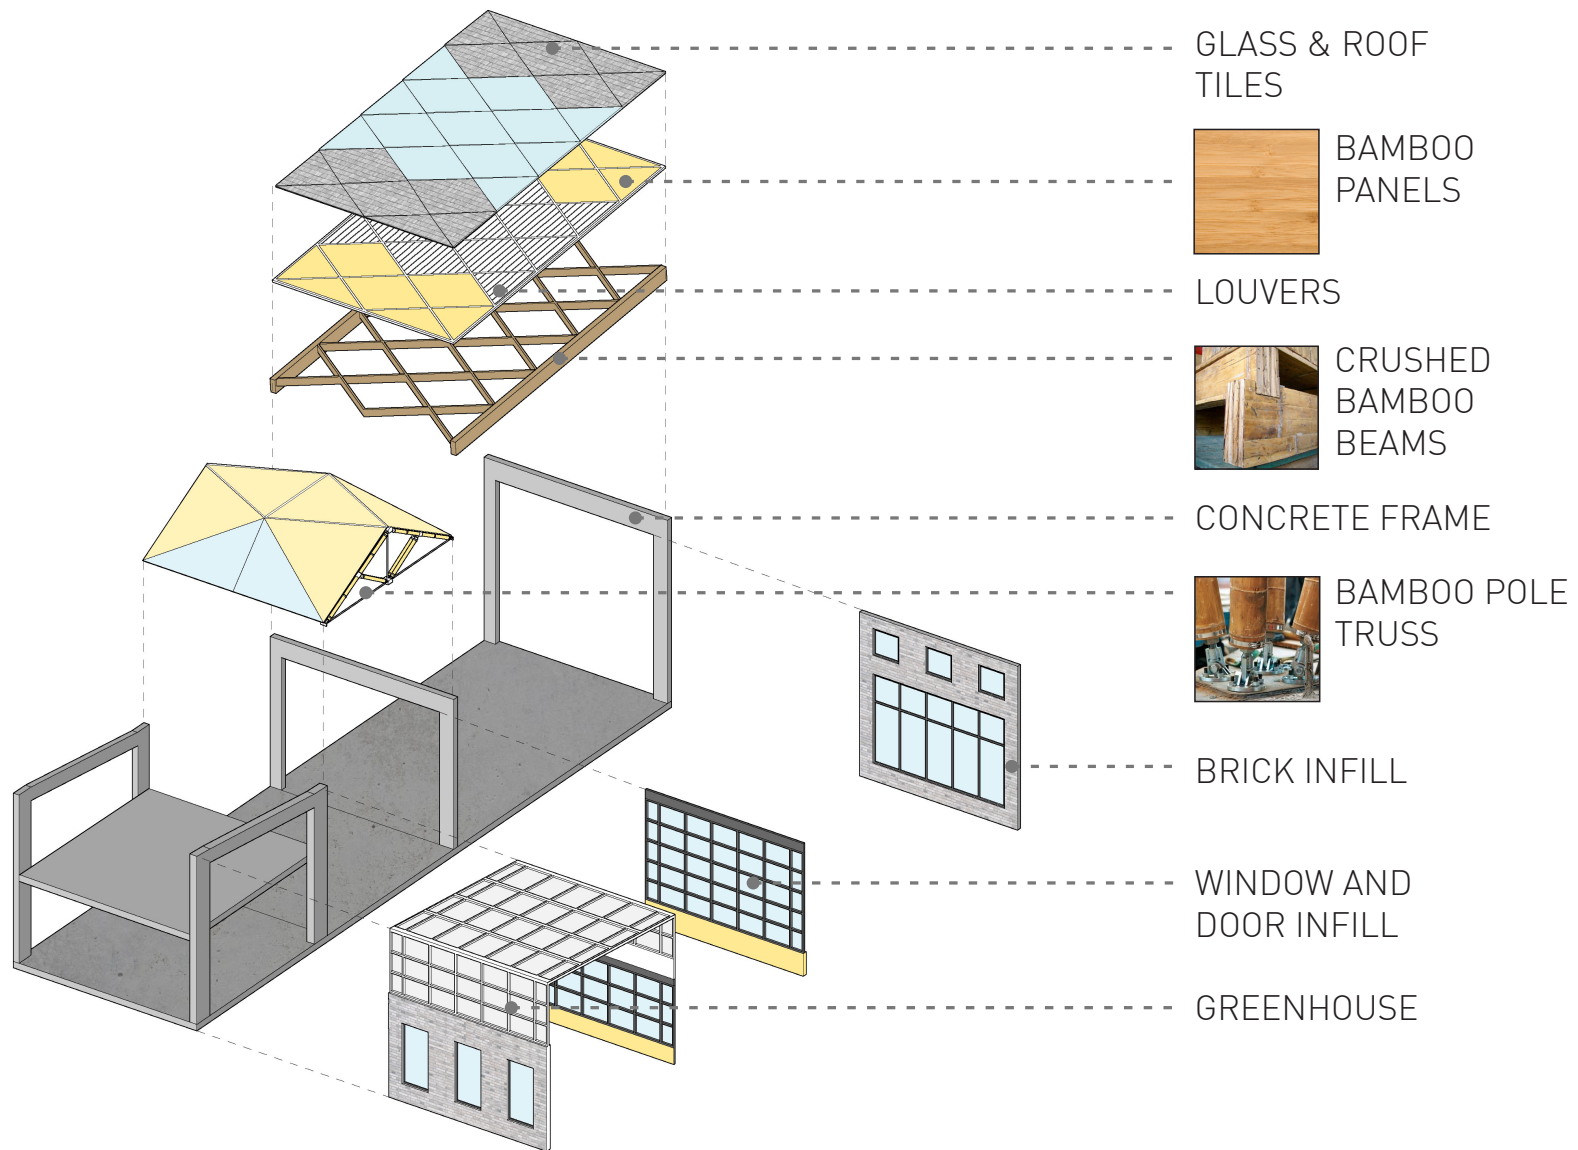 GLASS & ROOF
TILES
BAMBOO
PANELS
LOUVERS
CRUSHED
BAMBOO
BEAMS
CONCRETE FRAME
BAMBOO POLE
TRUSS
BRICK INFILL
WINDOW AND
DOOR INFILL
GREENHOUSE